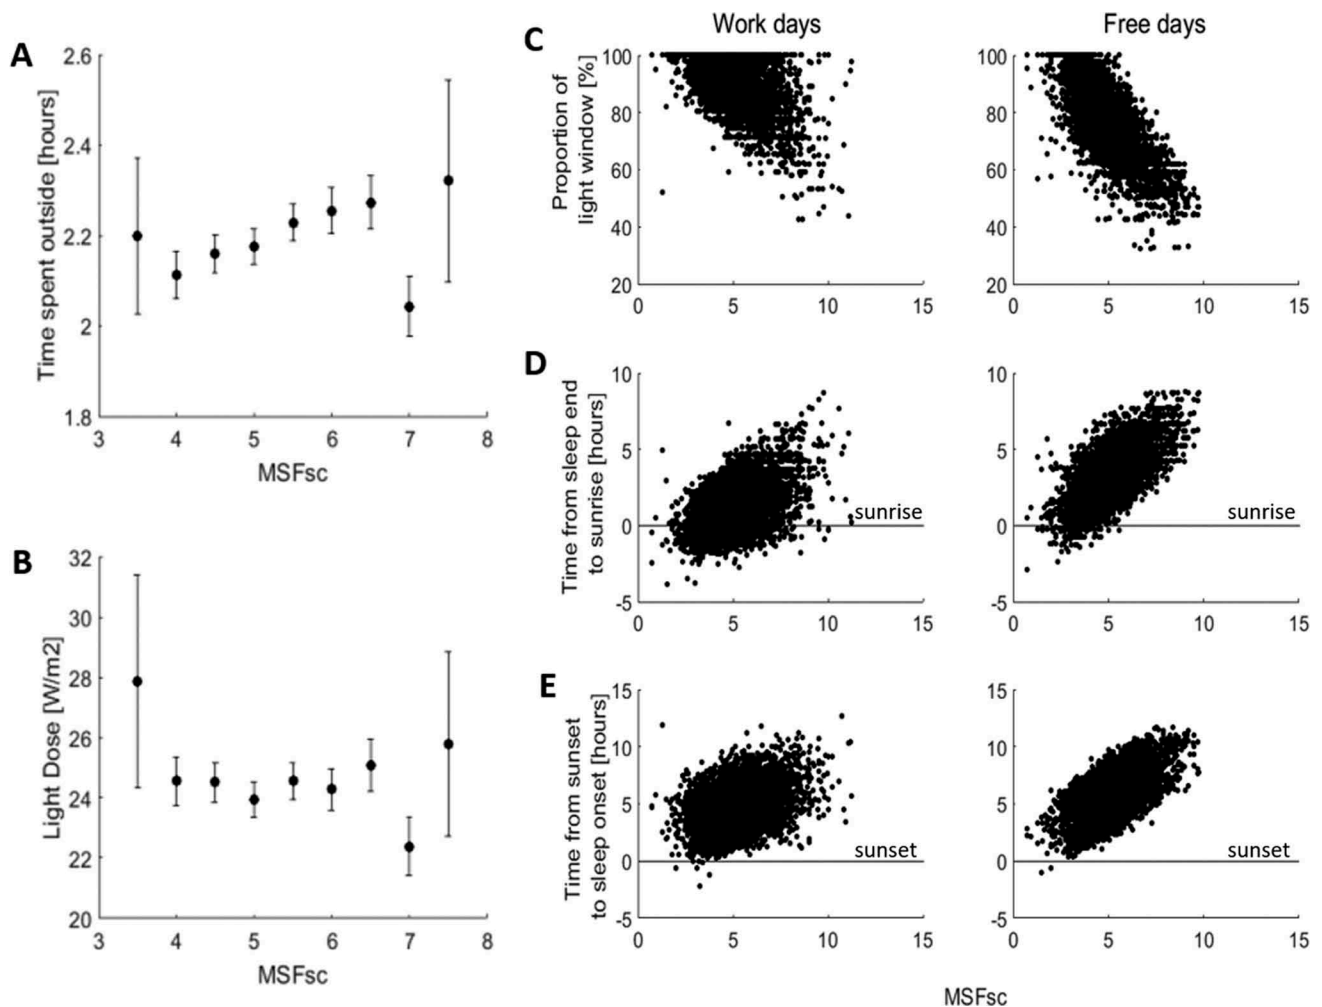 A
Time spent outside [hours]
2.6
2.4
2.2
2
1.8
3 4 5 6 7 8
MSFsc
B
Light Dose [W/m2]
32
30
28
26
24
22
20
3 4 5 6 7 8
MSFsc
Work days
Free days
C
Proportion of
light window [%]
100
80
60
40
20
0 5 10 15
100
80
60
40
20
0 5 10 15
D
Time from sleep end
to sunrise [hours]
10
5
0
-5
sunrise
0 5 10 15
10
5
0
-5
sunrise
0 5 10 15
E
Time from sunset
to sleep onset [hours]
15
10
5
0
-5
sunset
0 5 10 15
15
10
5
0
-5
sunset
0 5 10 15
MSFsc